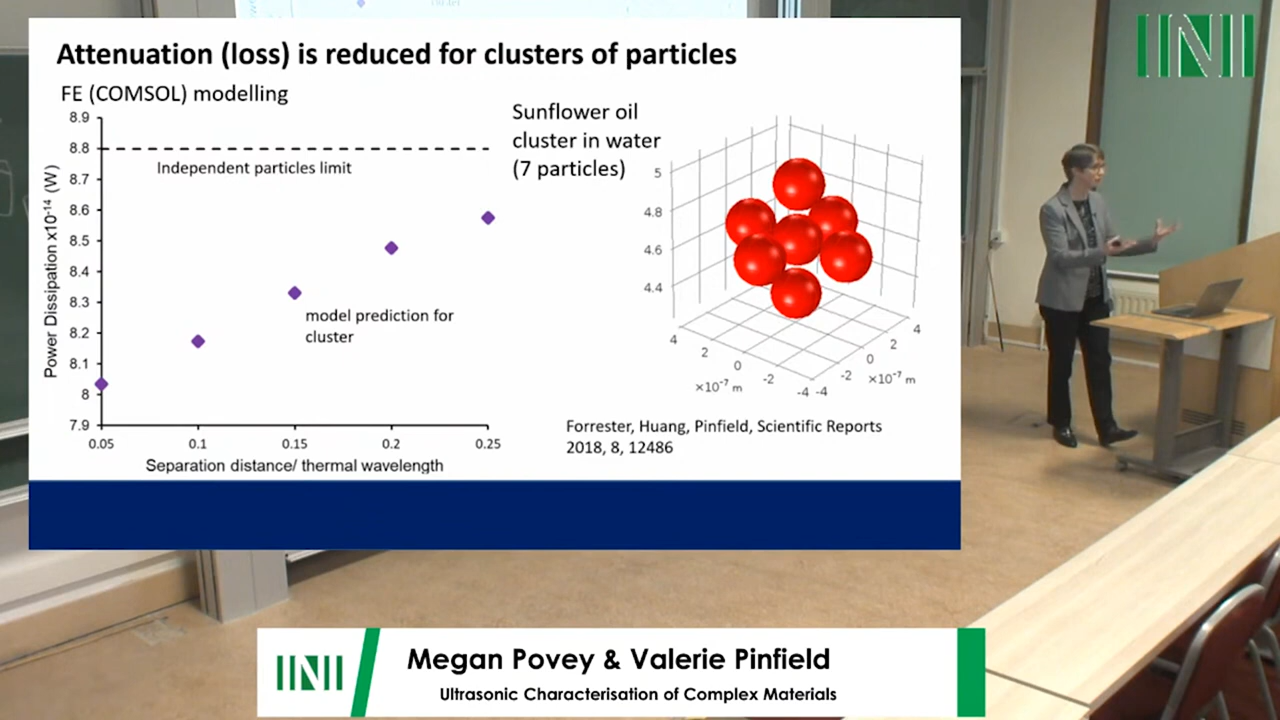 Attenuation (loss) is reduced for clusters of particles
FE (COMSOL) modelling
8.9
8.8
8.7
8.6
8.5
8.4
8.3
8.2
8.1
8
7.9
Power Dissipation x10⁻¹⁴ (W)
Independent particles limit
model prediction for
cluster
0.05
0.1
0.15
0.2
0.25
Separation distance/ thermal wavelength
Sunflower oil
cluster in water
(7 particles)
5
4.8
4.6
4.4
4
2
0
-2
-4
×10⁻⁷ m
-4
-2
0
2
4
×10⁻⁷ m
Forrester, Huang, Pinfield, Scientific Reports
2018, 8, 12486
INI
INI
Megan Povey & Valerie Pinfield
Ultrasonic Characterisation of Complex Materials